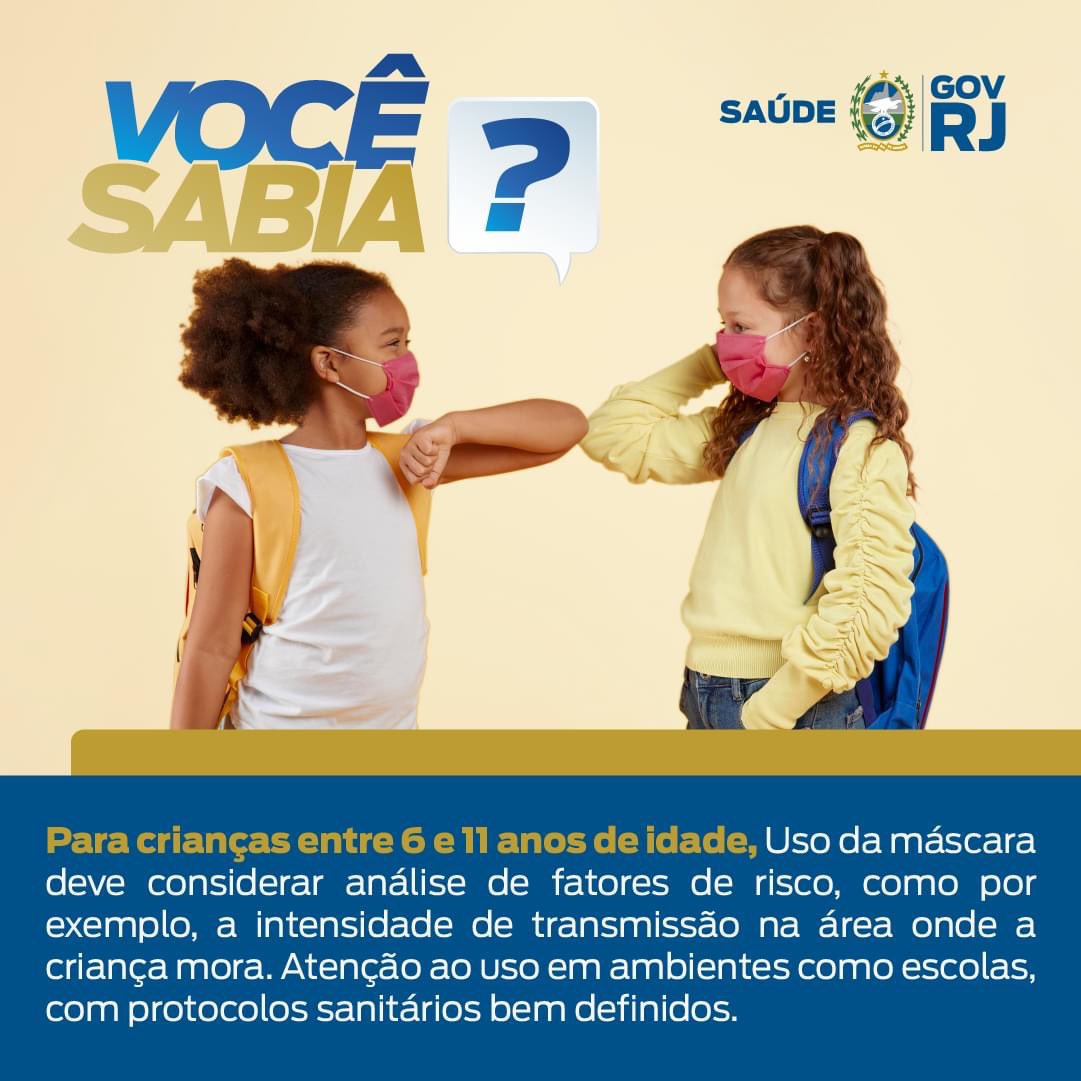 VOCÊ
SABIA
?
SAÚDE
GOV
RJ
Para crianças entre 6 e 11 anos de idade, Uso da máscara
deve considerar análise de fatores de risco, como por
exemplo, a intensidade de transmissão na área onde a
criança mora. Atenção ao uso em ambientes como escolas,
com protocolos sanitários bem definidos.